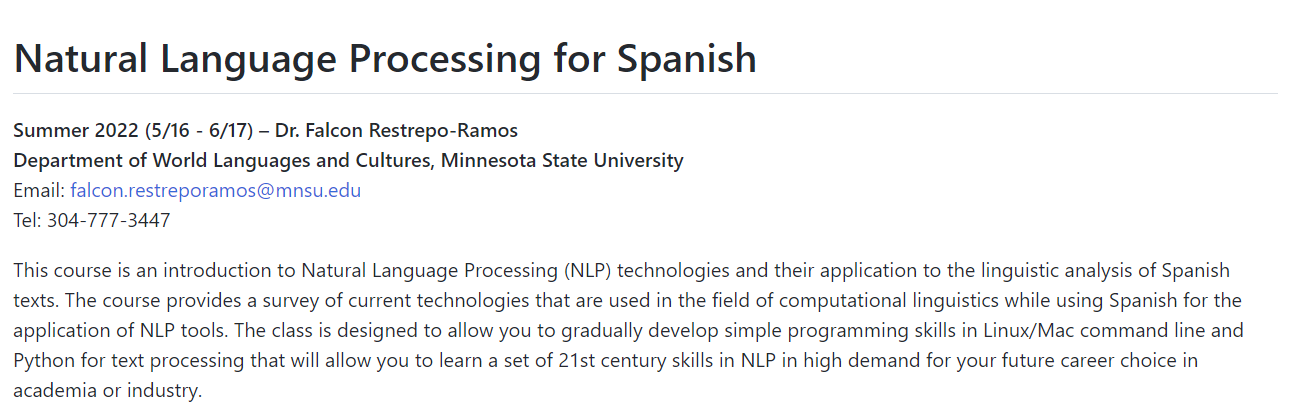 Natural Language Processing for Spanish
Summer 2022 (5/16 - 6/17) – Dr. Falcon Restrepo-Ramos
Department of World Languages and Cultures, Minnesota State University
Email: falcon.restreporamos@mnsu.edu
Tel: 304-777-3447
This course is an introduction to Natural Language Processing (NLP) technologies and their application to the linguistic analysis of Spanish
texts. The course provides a survey of current technologies that are used in the field of computational linguistics while using Spanish for the
application of NLP tools. The class is designed to allow you to gradually develop simple programming skills in Linux/Mac command line and
Python for text processing that will allow you to learn a set of 21st century skills in NLP in high demand for your future career choice in
academia or industry.